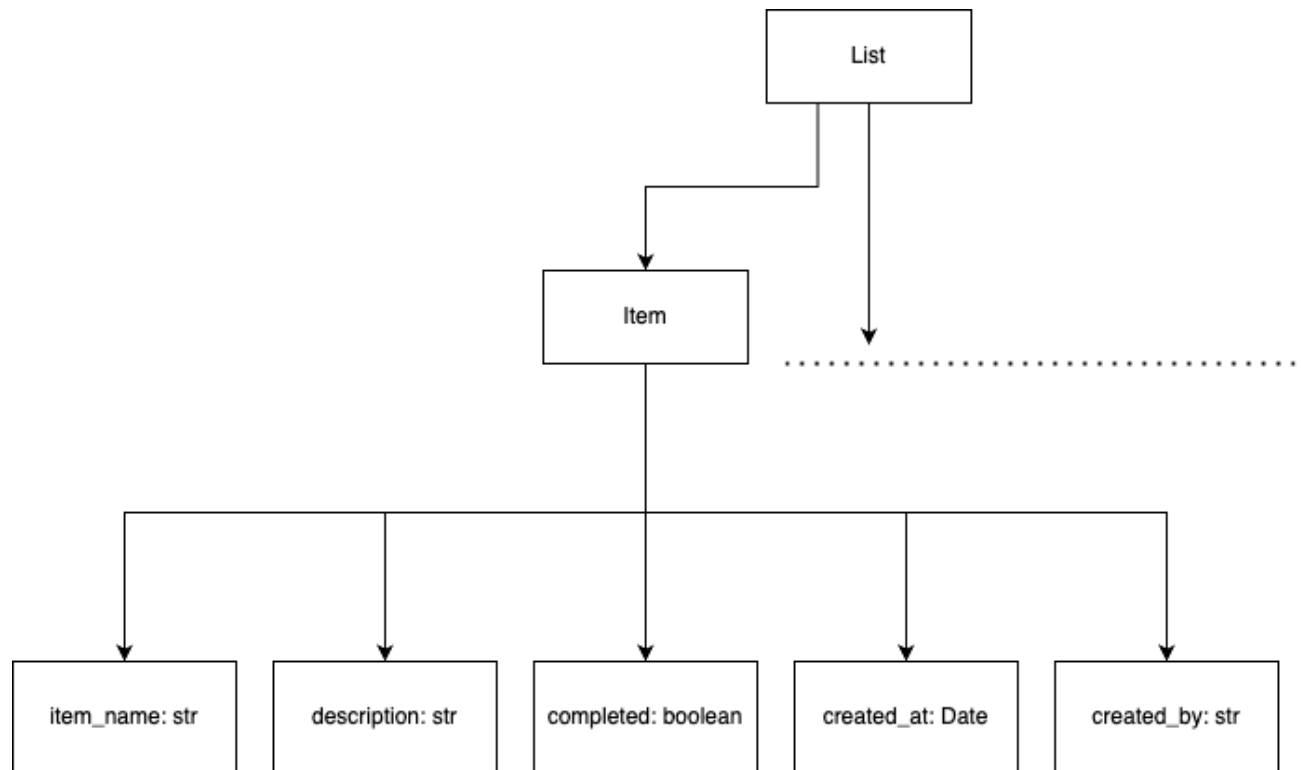 List
Item
item_name: str
description: str
completed: boolean
created_at: Date
created_by: str